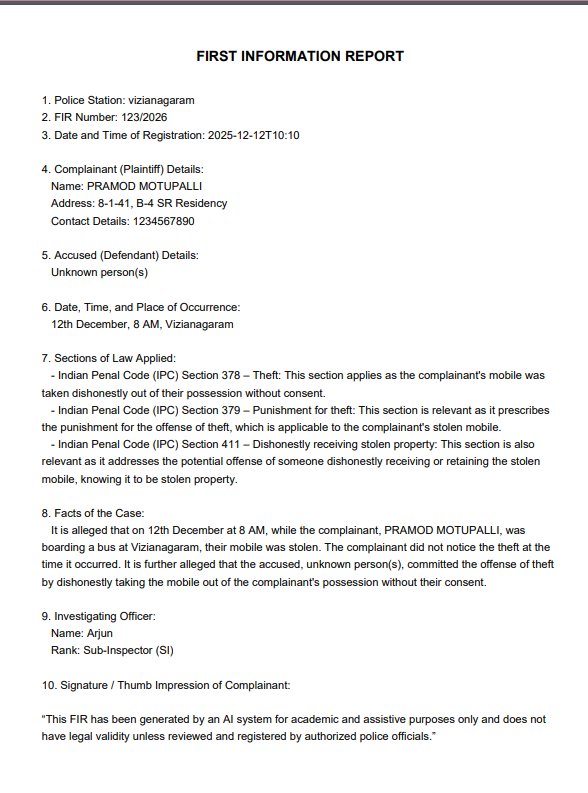 FIRST INFORMATION REPORT
1. Police Station: vizianagaram
2. FIR Number: 123/2026
3. Date and Time of Registration: 2025-12-12T10:10
4. Complainant (Plaintiff) Details:
Name: PRAMOD MOTUPALLI
Address: 8-1-41, B-4 SR Residency
Contact Details: 1234567890
5. Accused (Defendant) Details:
Unknown person(s)
6. Date, Time, and Place of Occurrence:
12th December, 8 AM, Vizianagaram
7. Sections of Law Applied:
- Indian Penal Code (IPC) Section 378 – Theft: This section applies as the complainant's mobile was
taken dishonestly out of their possession without consent.
- Indian Penal Code (IPC) Section 379 – Punishment for theft: This section is relevant as it prescribes
the punishment for the offense of theft, which is applicable to the complainant's stolen mobile.
- Indian Penal Code (IPC) Section 411 – Dishonestly receiving stolen property: This section is also
relevant as it addresses the potential offense of someone dishonestly receiving or retaining the stolen
mobile, knowing it to be stolen property.
8. Facts of the Case:
It is alleged that on 12th December at 8 AM, while the complainant, PRAMOD MOTUPALLI, was
boarding a bus at Vizianagaram, their mobile was stolen. The complainant did not notice the theft at the
time it occurred. It is further alleged that the accused, unknown person(s), committed the offense of theft
by dishonestly taking the mobile out of the complainant's possession without their consent.
9. Investigating Officer:
Name: Arjun
Rank: Sub-Inspector (SI)
10. Signature / Thumb Impression of Complainant:
“This FIR has been generated by an AI system for academic and assistive purposes only and does not
have legal validity unless reviewed and registered by authorized police officials.”